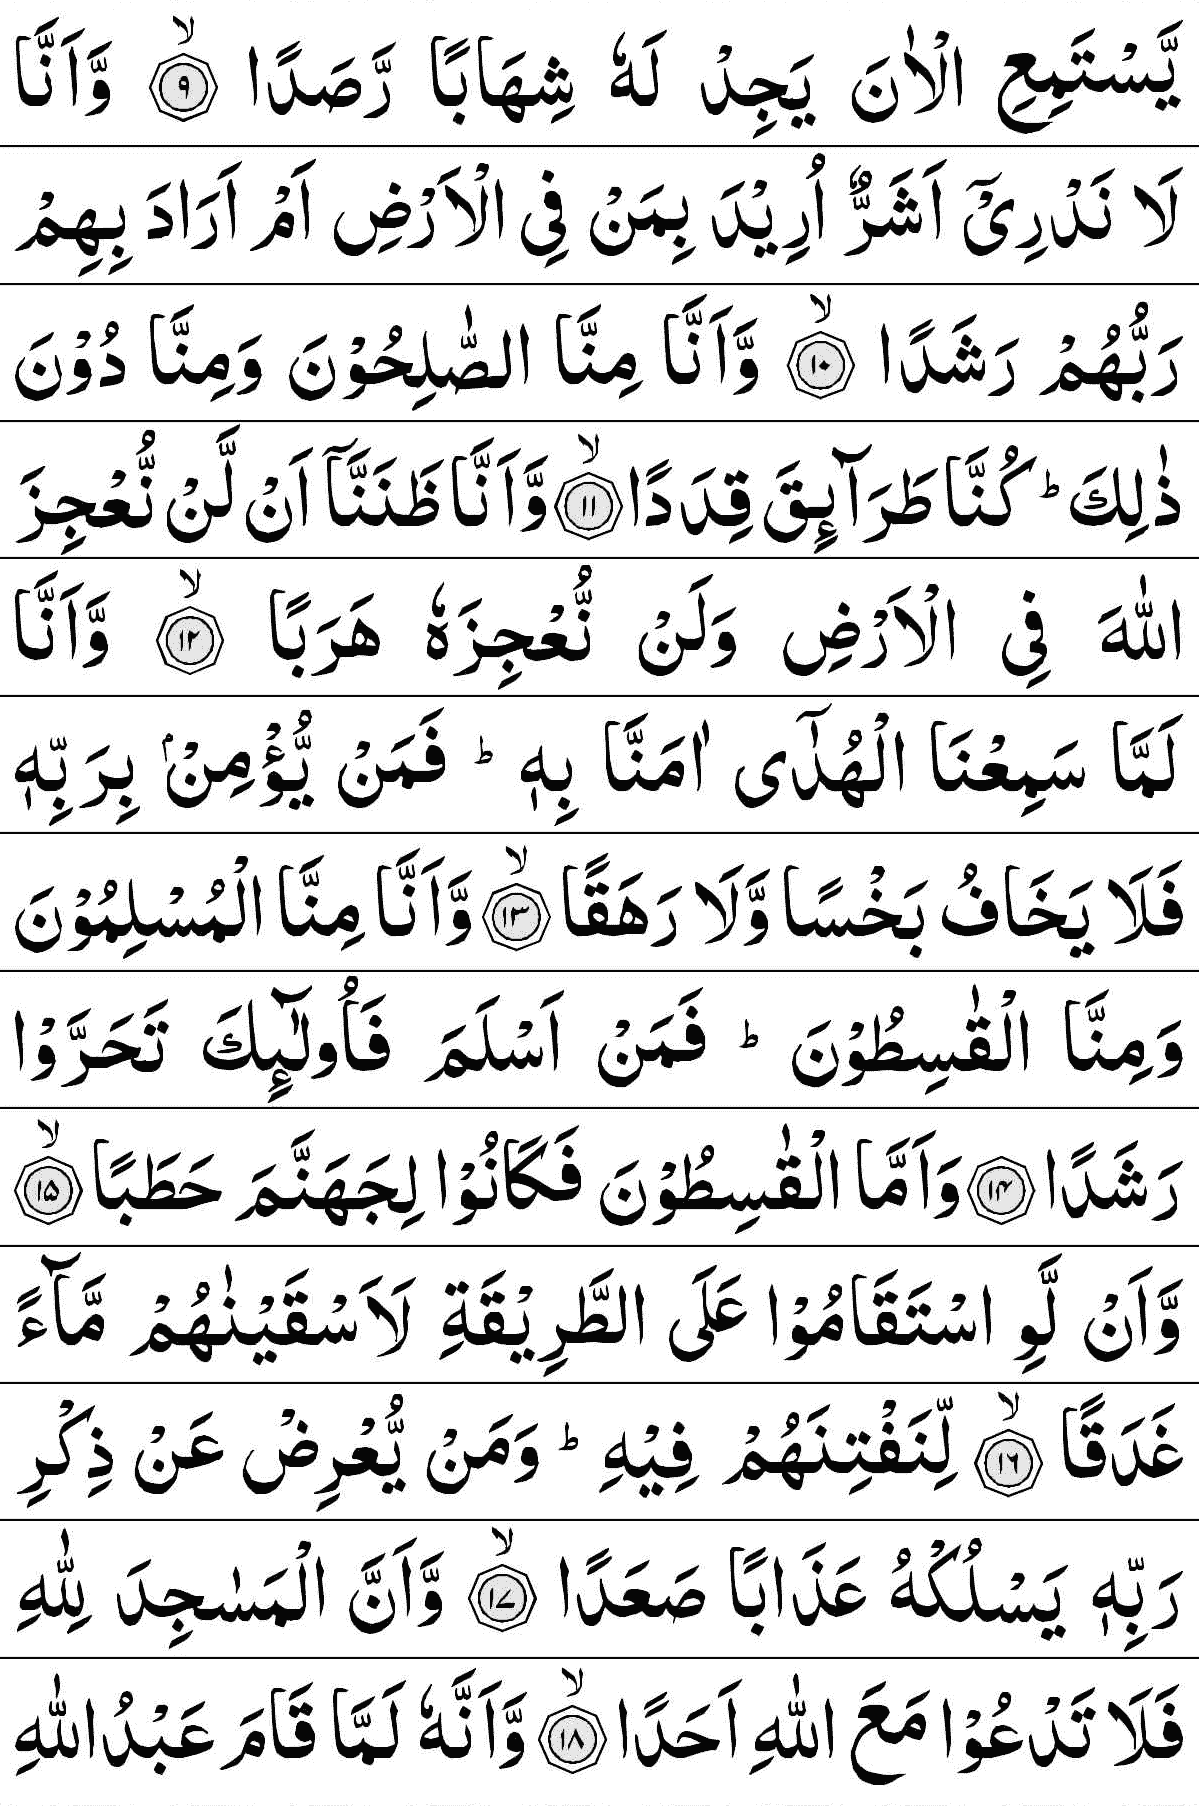 يَّسْتَمِعِ الْاٰنَ يَجِدْ لَهٗ شِهَابًا رَّصَدًا ۙ‏﴿۹﴾ وَّاَنَّا
لَا نَدْرِىْۤ اَشَرٌّ اُرِيْدَ بِمَنْ فِى الْاَرْضِ اَمْ اَرَادَ بِهِمْ
رَبُّهُمْ رَشَدًا ۙ‏﴿۱۰﴾ وَّاَنَّا مِنَّا الصّٰلِحُوْنَ وَمِنَّا دُوْنَ
ذٰلِكَ‌ؕ كُنَّا طَرَآئِقَ قِدَدًا ۙ‏﴿۱۱﴾ وَّاَنَّا ظَنَنَّاۤ اَنْ لَّنْ نُّعْجِزَ
اللّٰهَ فِى الْاَرْضِ وَلَنْ نُّعْجِزَهٗ هَرَبًا ۙ‏﴿۱۲﴾ وَّاَنَّا
لَمَّا سَمِعْنَا الْهُدٰٓى اٰمَنَّا بِهٖ‌ ؕ فَمَنْ يُّؤْمِنْۢ بِرَبِّهٖ
فَلَا يَخَافُ بَخْسًا وَّلَا رَهَقًا ۙ‏﴿۱۳﴾ وَّاَنَّا مِنَّا الْمُسْلِمُوْنَ
وَمِنَّا الْقٰسِطُوْنَ‌ ؕ فَمَنْ اَسْلَمَ فَاُولٰٓئِكَ تَحَرَّوْا
رَشَدًا ﴿۱۴﴾ وَاَمَّا الْقٰسِطُوْنَ فَكَانُوْا لِجَهَنَّمَ حَطَبًا ۙ‏﴿۱۵﴾
وَّاَنْ لَّوِ اسْتَقَامُوْا عَلَى الطَّرِيْقَةِ لَاَسْقَيْنٰهُمْ مَّآءً
غَدَقًا ۙ‏﴿۱۶﴾ لِّنَفْتِنَهُمْ فِيْهِ‌ ؕ وَمَنْ يُّعْرِضْ عَنْ ذِكْرِ
رَبِّهٖ يَسْلُكْهُ عَذَابًا صَعَدًا ۙ‏﴿۱۷﴾ وَّاَنَّ الْمَسٰجِدَ لِلّٰهِ
فَلَا تَدْعُوْا مَعَ اللّٰهِ اَحَدًا ۙ‏﴿۱۸﴾ وَّاَنَّهٗ لَمَّا قَامَ عَبْدُ اللّٰهِ